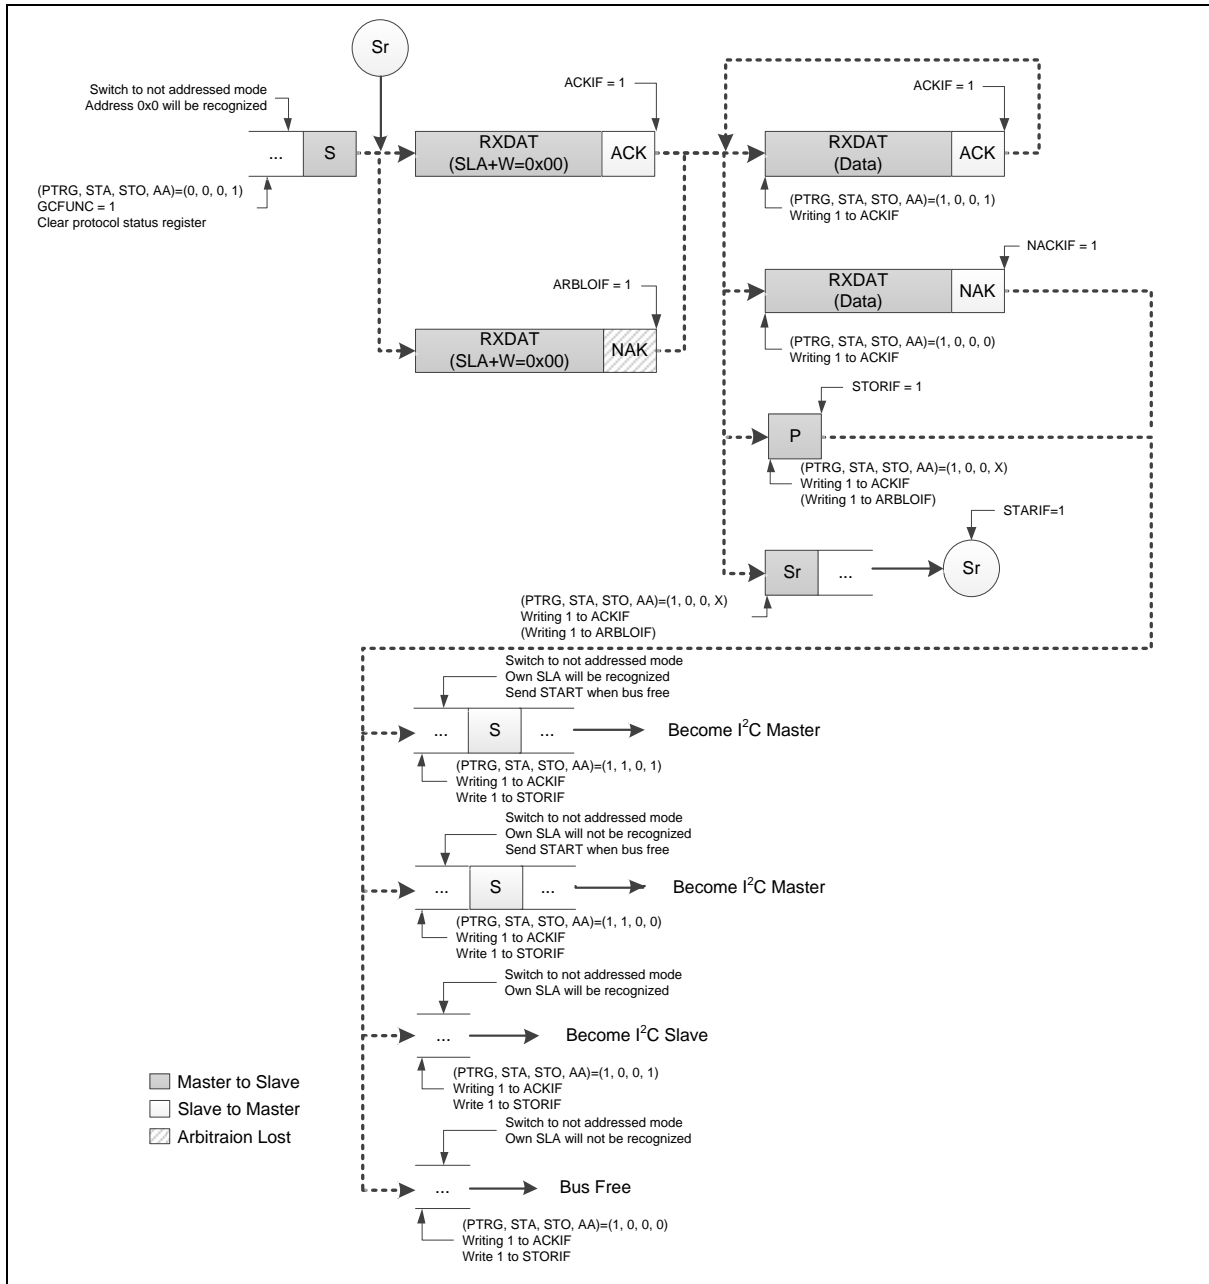 Sr
Switch to not addressed mode
Address 0x0 will be recognized
ACKIF = 1
ACKIF = 1
...
S
RXDAT
(SLA+W=0x00)
ACK
RXDAT
(Data)
ACK
(PTRG, STA, STO, AA)=(0, 0, 0, 1)
GCFUNC = 1
Clear protocol status register
(PTRG, STA, STO, AA)=(1, 0, 0, 1)
Writing 1 to ACKIF
NACKIF = 1
ARBLOIF = 1
RXDAT
(Data)
NAK
RXDAT
(SLA+W=0x00)
NAK
(PTRG, STA, STO, AA)=(1, 0, 0, 0)
Writing 1 to ACKIF
STORIF = 1
P
(PTRG, STA, STO, AA)=(1, 0, 0, X)
Writing 1 to ACKIF
(Writing 1 to ARBLOIF)
STARIF=1
Sr
...
Sr
(PTRG, STA, STO, AA)=(1, 0, 0, X)
Writing 1 to ACKIF
(Writing 1 to ARBLOIF)
Switch to not addressed mode
Own SLA will be recognized
Send START when bus free
...
S
...
Become I²C Master
(PTRG, STA, STO, AA)=(1, 1, 0, 1)
Writing 1 to ACKIF
Write 1 to STORIF
Switch to not addressed mode
Own SLA will not be recognized
Send START when bus free
...
S
...
Become I²C Master
(PTRG, STA, STO, AA)=(1, 1, 0, 0)
Writing 1 to ACKIF
Write 1 to STORIF
Switch to not addressed mode
Own SLA will be recognized
...
Become I²C Slave
(PTRG, STA, STO, AA)=(1, 0, 0, 1)
Writing 1 to ACKIF
Write 1 to STORIF
Master to Slave
Slave to Master
Arbitraion Lost
Switch to not addressed mode
Own SLA will not be recognized
...
Bus Free
(PTRG, STA, STO, AA)=(1, 0, 0, 0)
Writing 1 to ACKIF
Write 1 to STORIF